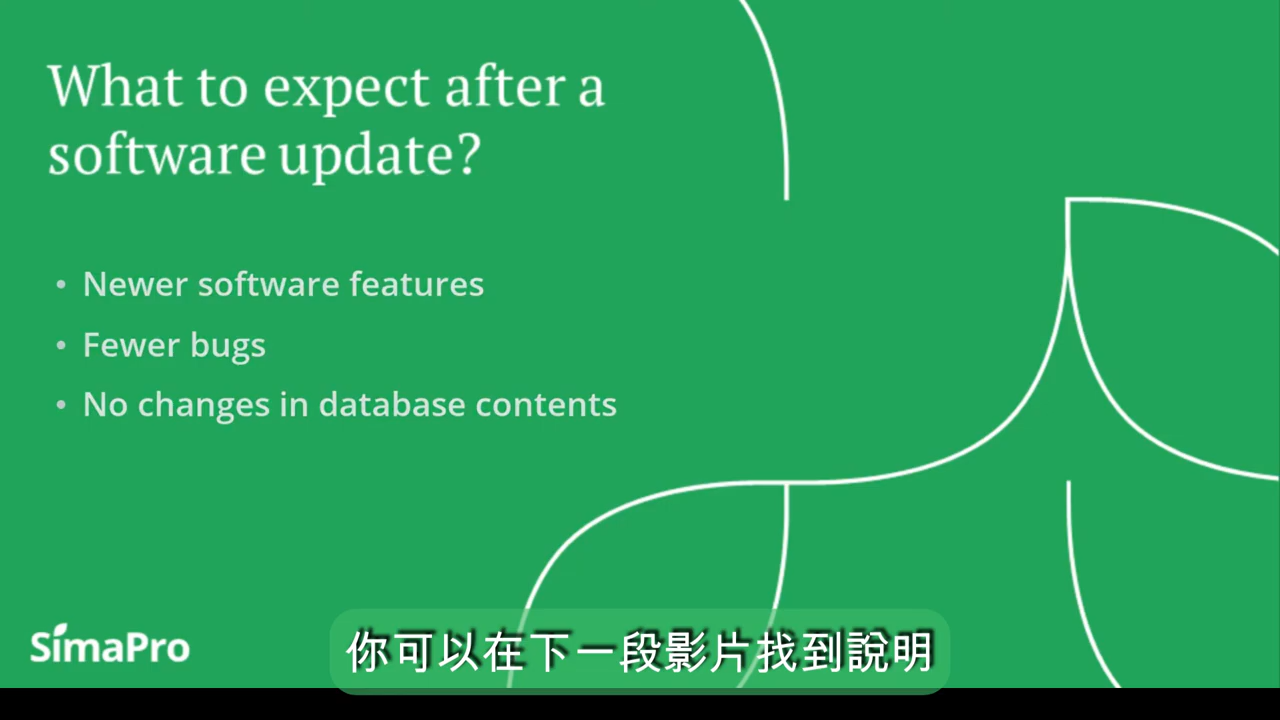 What to expect after a
software update?
• Newer software features
• Fewer bugs
• No changes in database contents
SimaPro
你可以在下一段影片找到說明